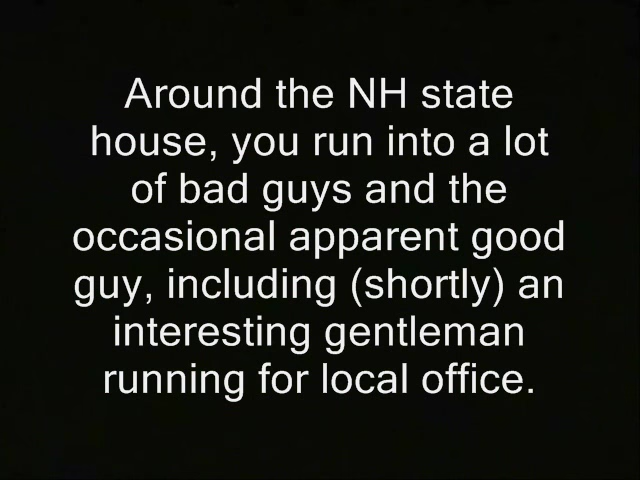 Around the NH state
house, you run into a lot
of bad guys and the
occasional apparent good
guy, including (shortly) an
interesting gentleman
running for local office.